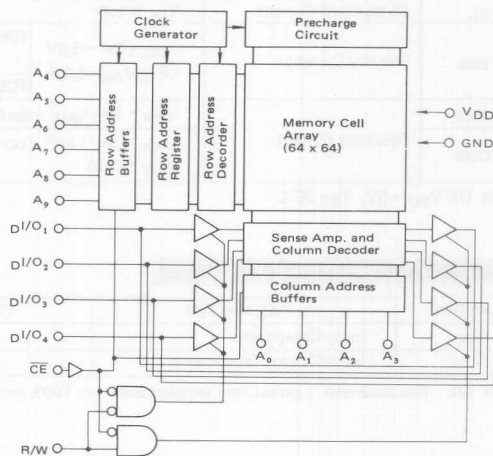 Clock
Generator
Precharge
Circuit
A4
A5
A6
A7
A8
A9
Row Address
Buffers
Row Address
Register
Row Address
Decorder
Memory Cell
Array
(64 x 64)
VDD
GND
DI/O1
DI/O2
DI/O3
DI/O4
Sense Amp. and
Column Decoder
Column Address
Buffers
A0 A1 A2 A3
CE
R/W